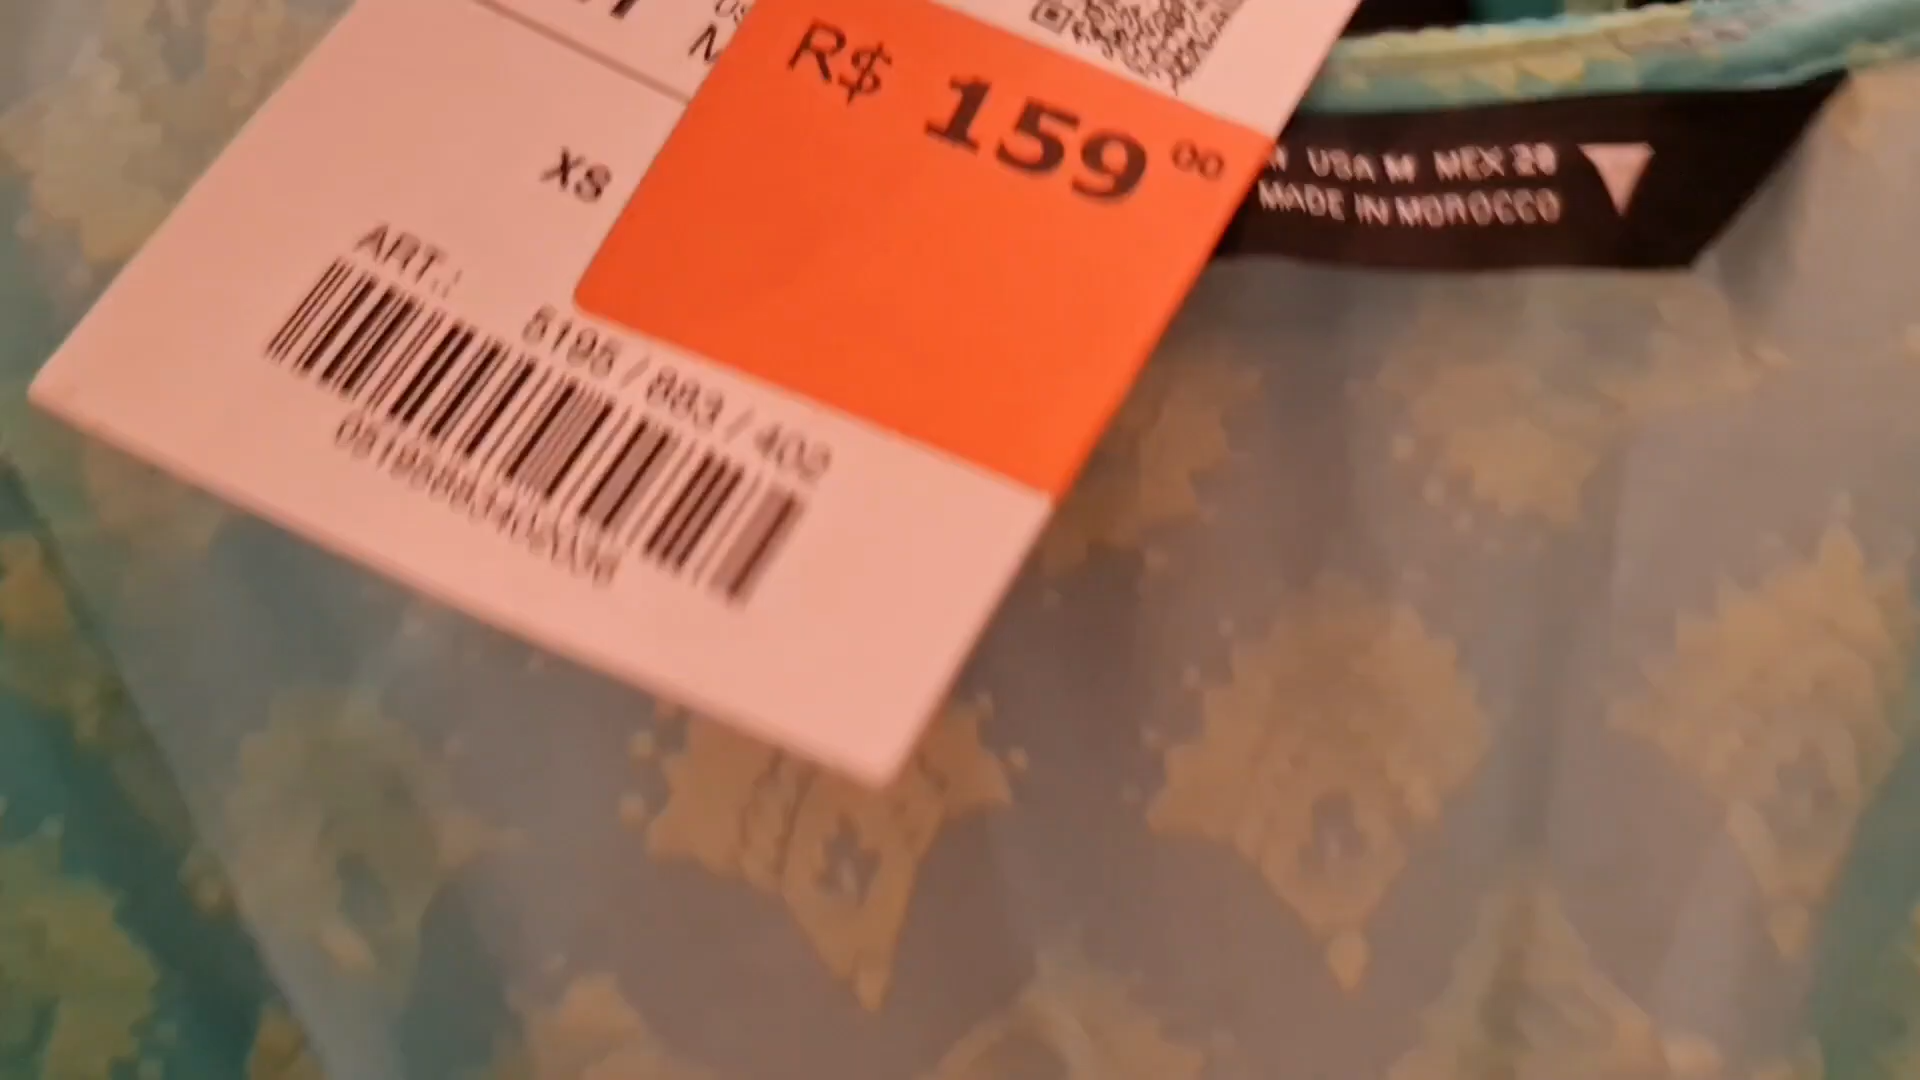 R$ 159 00
XS
ART.:
5195 / 883 / 402
USA M MEX 28
MADE IN MOROCCO